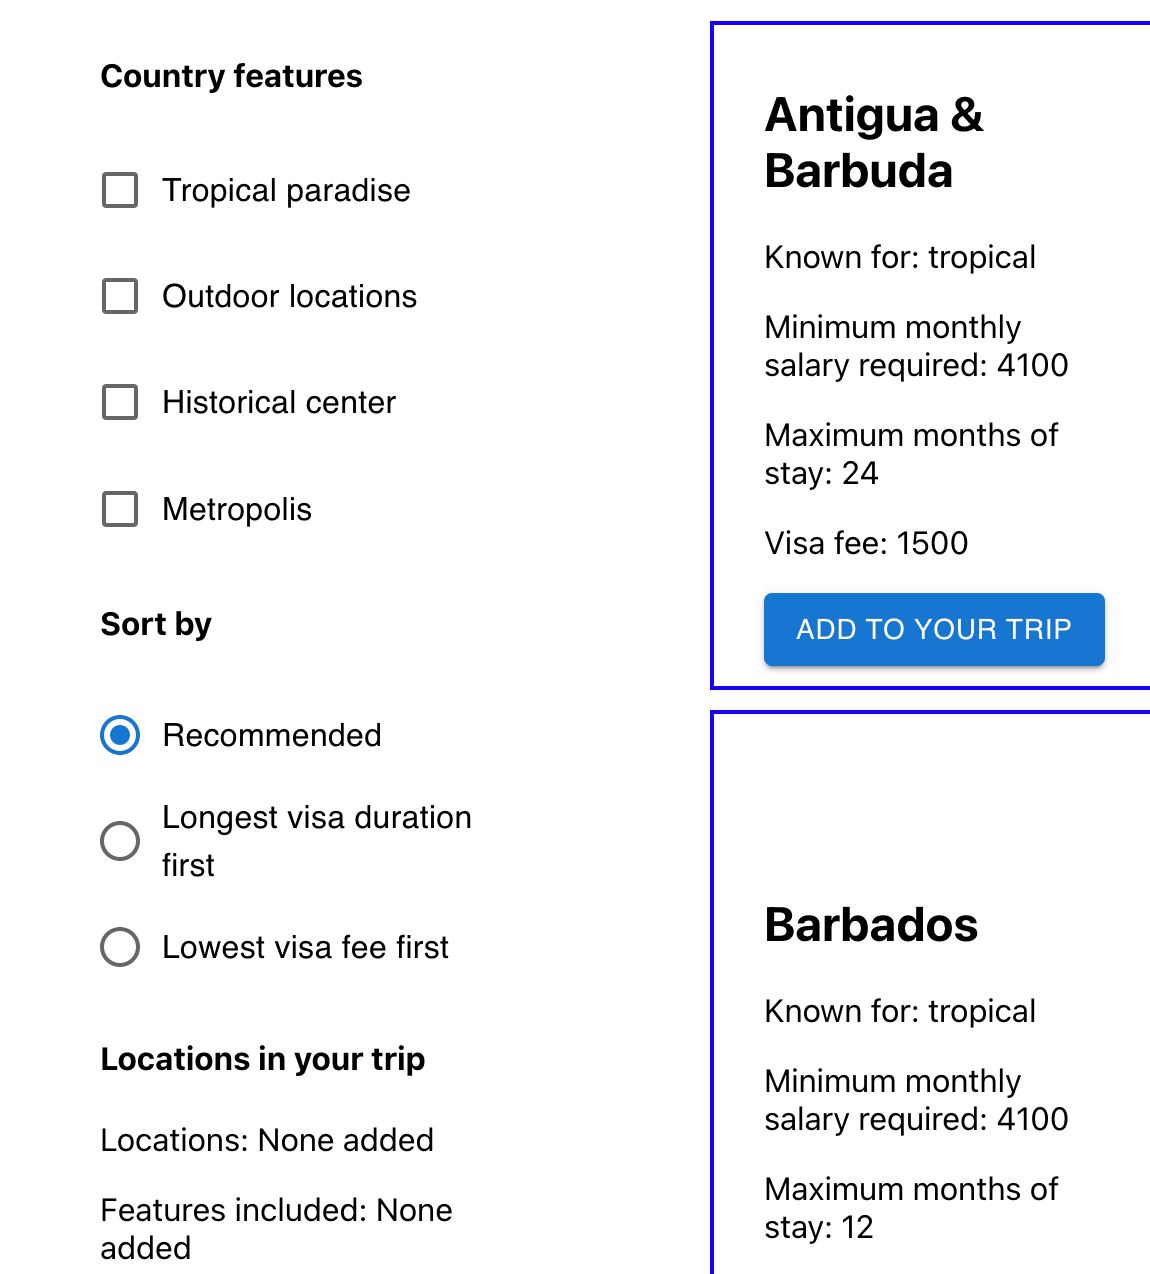 Country features
Tropical paradise
Outdoor locations
Historical center
Metropolis
Sort by
Recommended
Longest visa duration
first
Lowest visa fee first
Locations in your trip
Locations: None added
Features included: None
added
Antigua &
Barbuda
Known for: tropical
Minimum monthly
salary required: 4100
Maximum months of
stay: 24
Visa fee: 1500
ADD TO YOUR TRIP
Barbados
Known for: tropical
Minimum monthly
salary required: 4100
Maximum months of
stay: 12